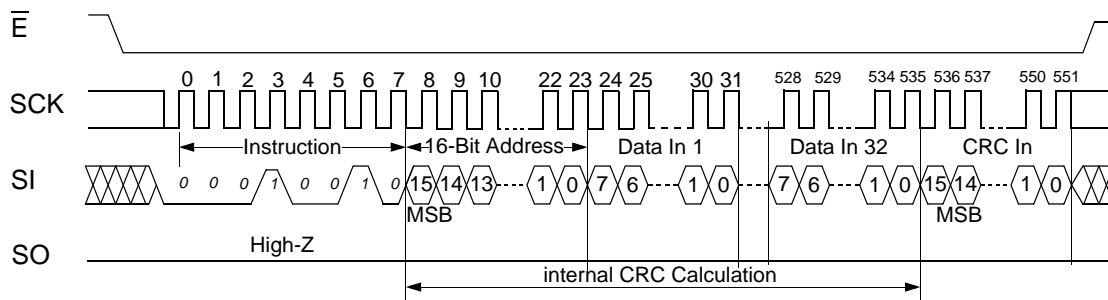 E
0 1 2 3 4 5 6 7 8 9 10 22 23 24 25 30 31 528 529 534 535 536 537 550 551
SCK
Instruction 16-Bit Address Data In 1 Data In 32 CRC In
SI 0 0 0 1 0 0 1 0 15 14 13 1 0 7 6 1 0 7 6 1 0 15 14 1 0
MSB MSB
High-Z
SO
internal CRC Calculation